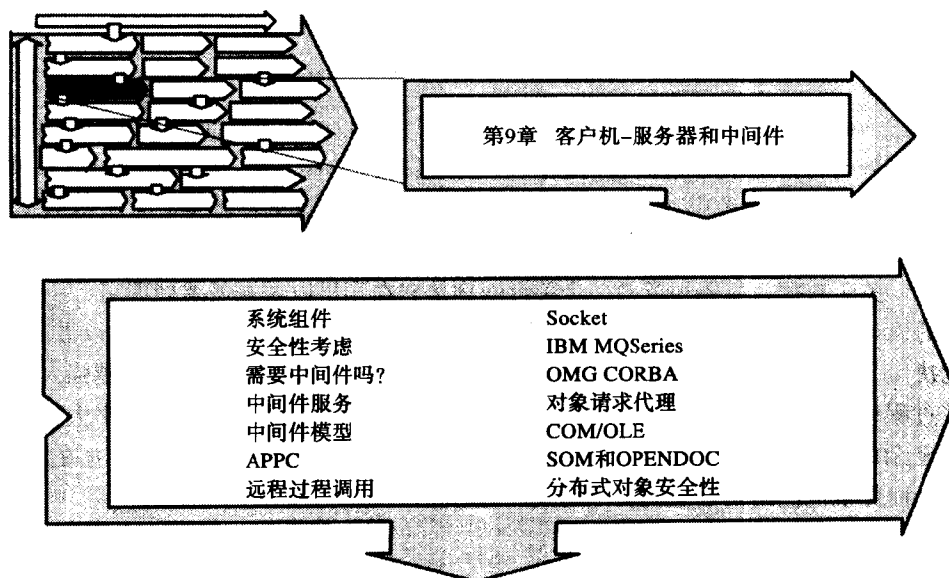 第9章 客户机-服务器和中间件
系统组件
安全性考虑
需要中间件吗?
中间件服务
中间件模型
APPC
远程过程调用
Socket
IBM MQSeries
OMG CORBA
对象请求代理
COM/OLE
SOM和OPENDOC
分布式对象安全性